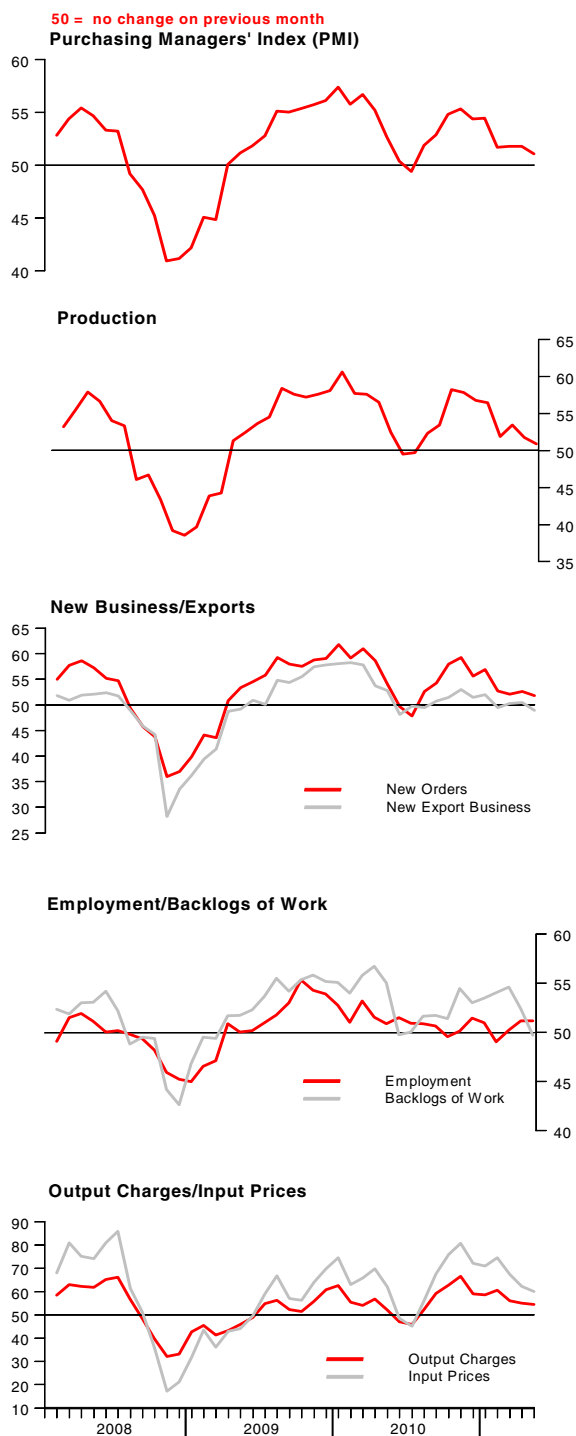 50 = no change on previous month
Purchasing Managers' Index (PMI)
60
55
50
45
40
Production
65
60
55
50
45
40
35
New Business/Exports
65
60
55
50
45
40
35
30
25
New Orders
New Export Business
Employment/Backlogs of Work
60
55
50
45
40
Employment
Backlogs of Work
Output Charges/Input Prices
90
80
70
60
50
40
30
20
10
Output Charges
Input Prices
2008 2009 2010